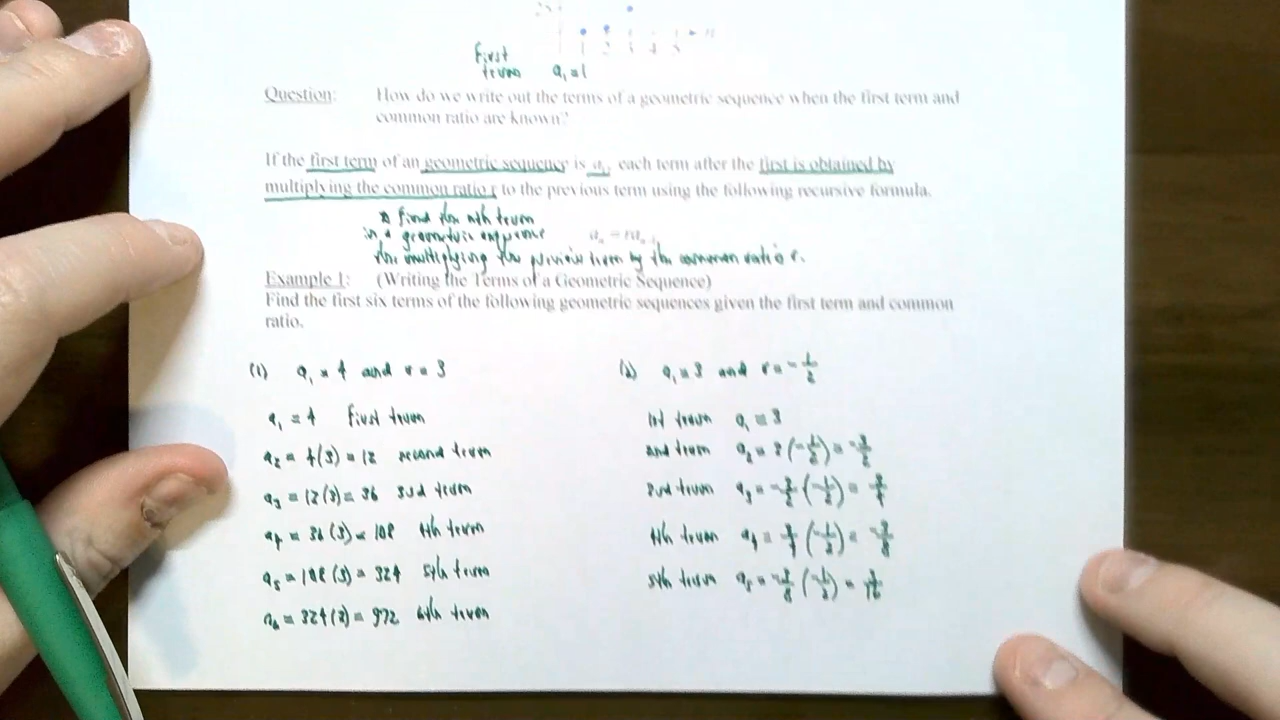 First
term a₁=1
1 2 3 4 5
Question: How do we write out the terms of a geometric sequence when the first term and
common ratio are known?
If the first term of an geometric sequence is a₁, each term after the first is obtained by
multiplying the common ratio r to the previous term using the following recursive formula.
find the nth term
in a geometric sequence aₙ = raₙ₋₁
multiplying the previous term by the common ratio r.
Example 1: (Writing the Terms of a Geometric Sequence)
Find the first six terms of the following geometric sequences given the first term and common
ratio.
(1) a₁ = 4 and r = 3
a₁ = 4 First term
a₂ = 4(3) = 12 second term
a₃ = 12(3) = 36 3rd term
a₄ = 36(3) = 108 4th term
a₅ = 108(3) = 324 5th term
a₆ = 324(3) = 972 6th term
(2) a₁ = 3 and r = -1/2
1st term a₁ = 3
2nd term a₂ = 3(-1/2) = -3/2
3rd term a₃ = -3/2(-1/2) = 3/4
4th term a₄ = 3/4(-1/2) = -3/8
5th term a₅ = -3/8(-1/2) = 3/16